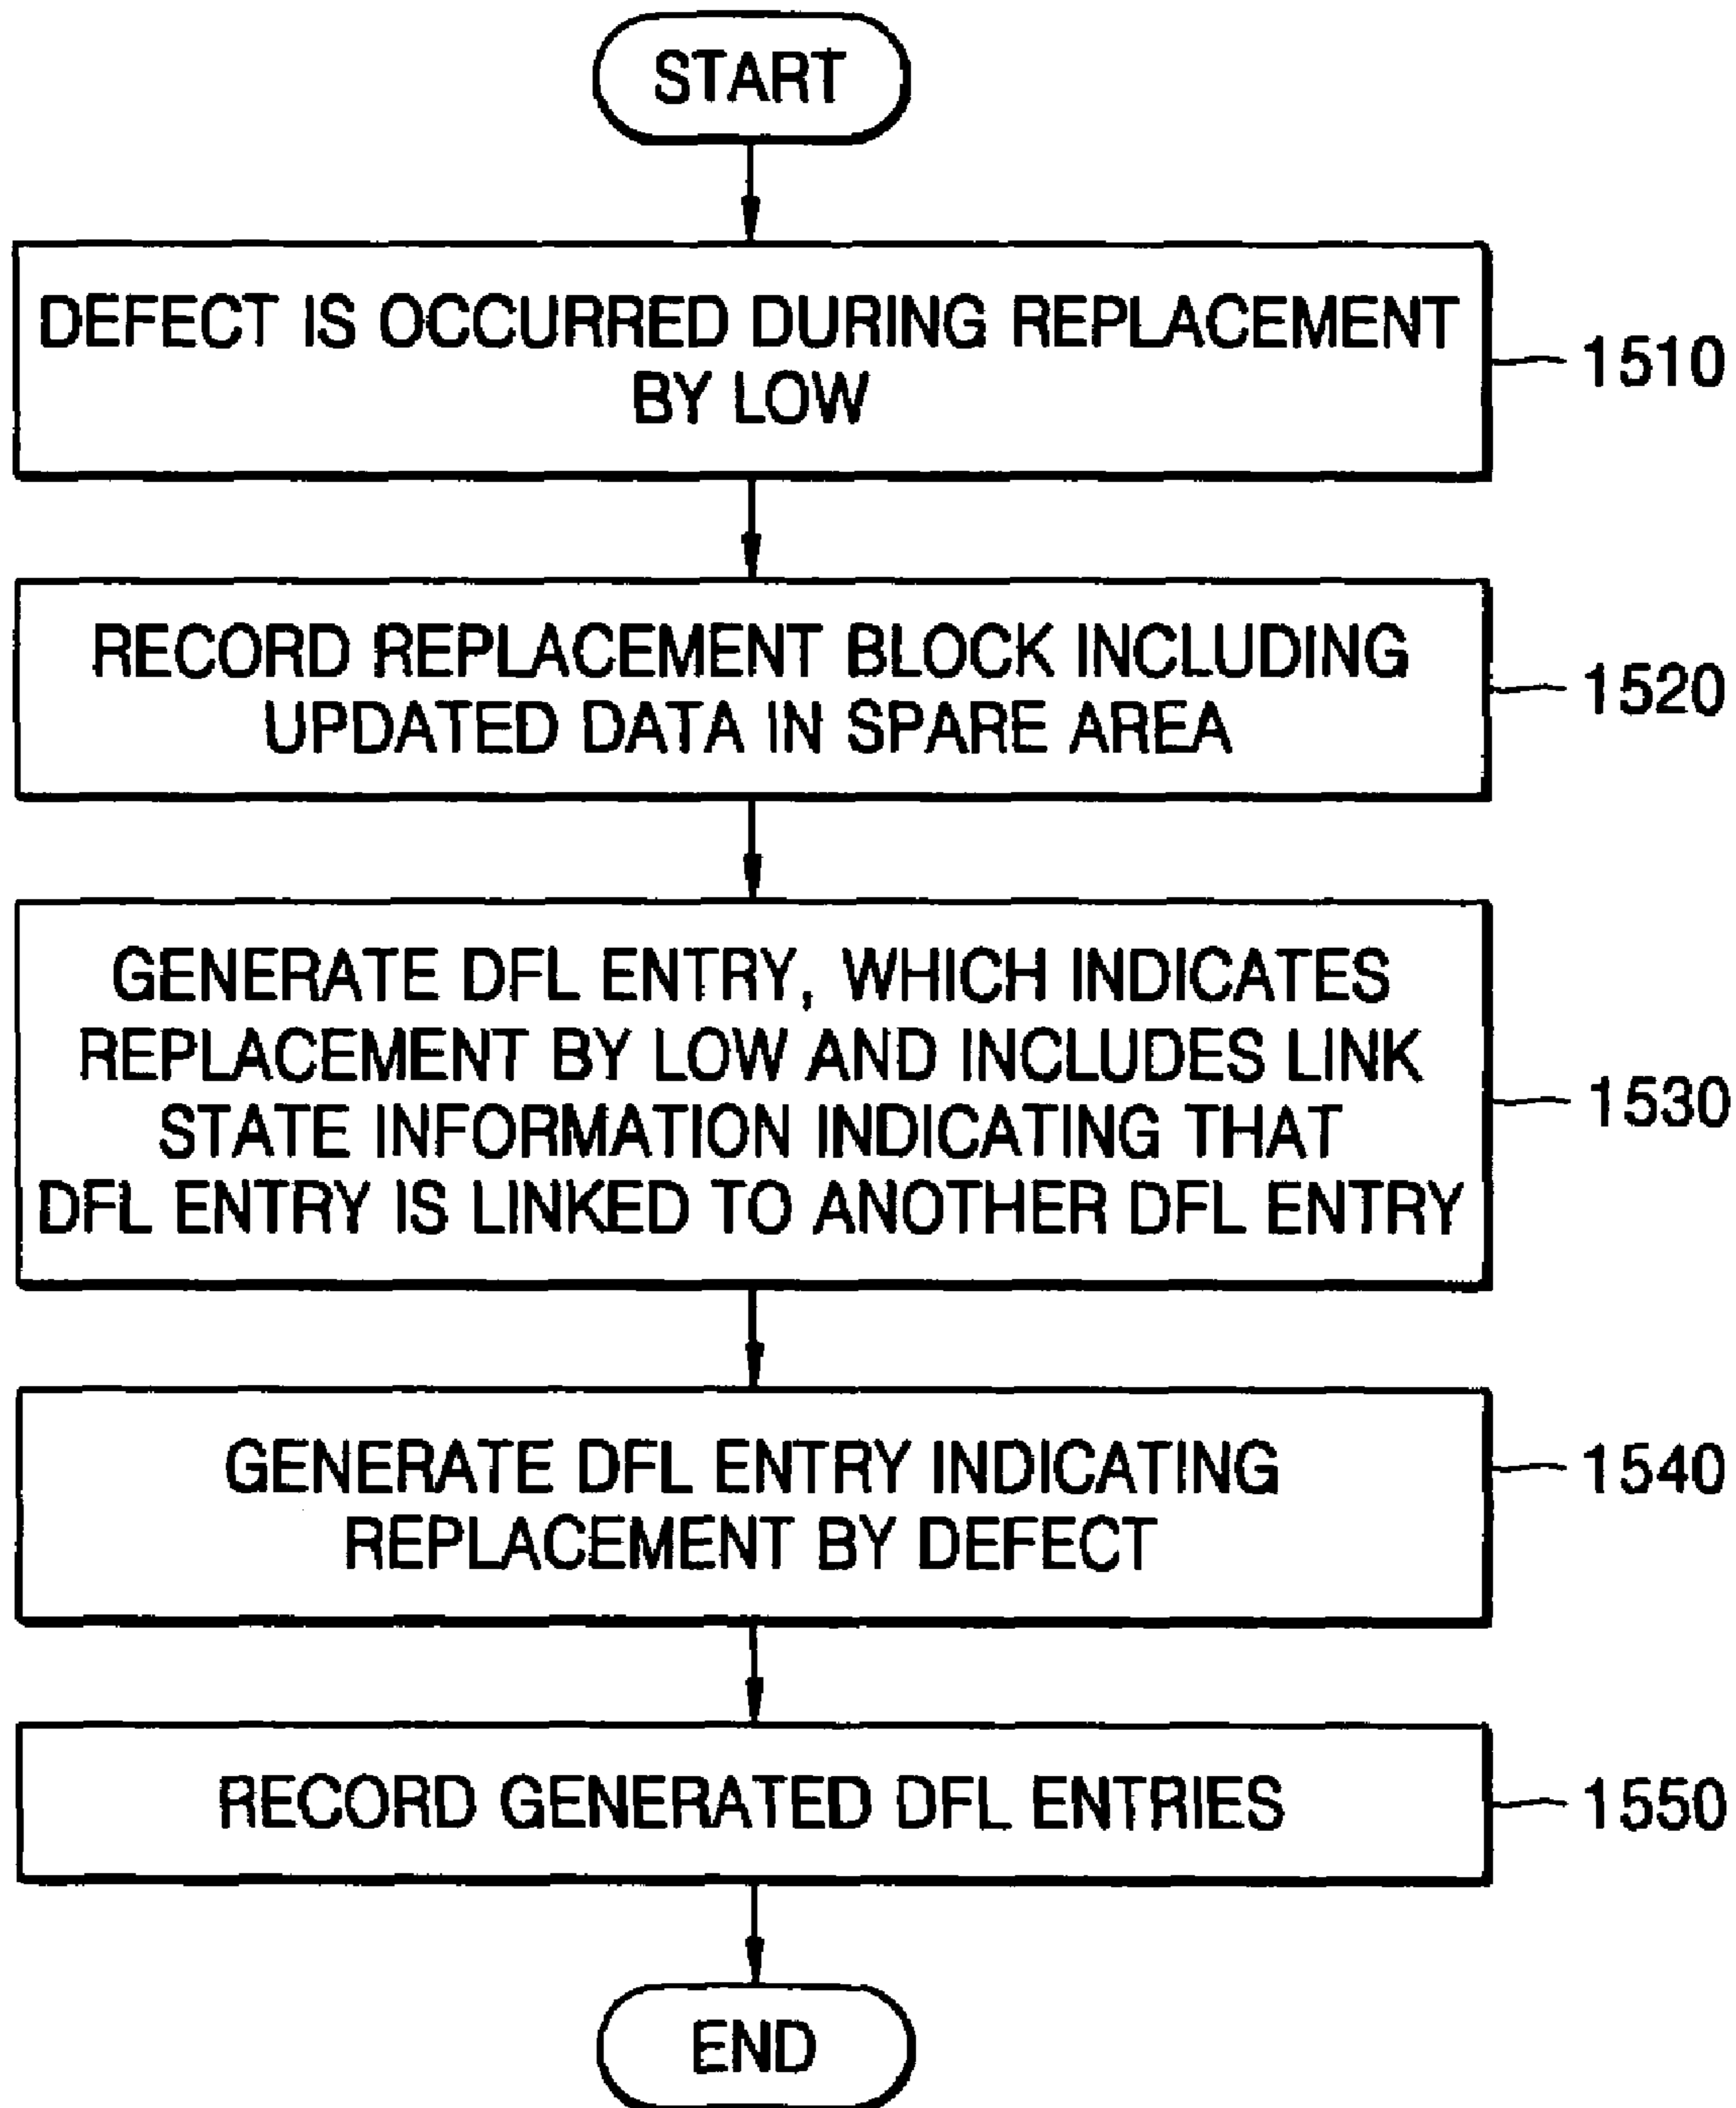 START
DEFECT IS OCCURRED DURING REPLACEMENT
BY LOW
1510
RECORD REPLACEMENT BLOCK INCLUDING
UPDATED DATA IN SPARE AREA
1520
GENERATE DFL ENTRY, WHICH INDICATES
REPLACEMENT BY LOW AND INCLUDES LINK
STATE INFORMATION INDICATING THAT
DFL ENTRY IS LINKED TO ANOTHER DFL ENTRY
1530
GENERATE DFL ENTRY INDICATING
REPLACEMENT BY DEFECT
1540
RECORD GENERATED DFL ENTRIES
1550
END